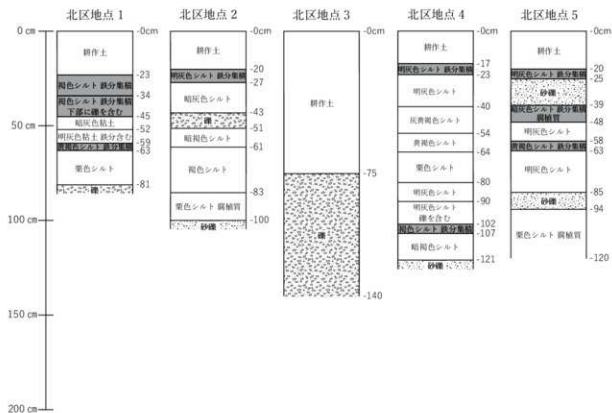 北区地点1
北区地点2
北区地点3
北区地点4
北区地点5
0 cm
50 cm
100 cm
150 cm
200 cm
-0cm
耕作土
-23
褐色シルト 鉄分集積
-34
褐色シルト 鉄分集積
下部に礫を含む
-45
暗灰色粘土
-52
明灰色粘土 鉄分含む
-59
-63
栗色シルト
-81
礫
-0cm
耕作土
-20
明灰色シルト 鉄分集積
-27
暗灰色シルト
-43
礫
-51
暗褐色シルト
-61
褐色シルト
-83
栗色シルト 腐植質
-100
砂礫
-0cm
耕作土
-75
礫
-140
-0cm
耕作土
-17
明灰色シルト 鉄分集積
-23
明灰色シルト
-40
灰黄褐色シルト
-54
黄褐色シルト
-64
栗色シルト
-80
明灰色シルト
-90
明灰色シルト
礫を含む
-102
褐色シルト 鉄分集積
-107
暗褐色シルト
-121
砂礫
-0cm
耕作土
-20
明灰色シルト 鉄分集積
-25
砂礫
-39
明灰色シルト 鉄分集積
腐植質
-48
明灰色シルト
-58
黄褐色シルト 鉄分集積
-63
明灰色シルト
-85
砂礫
-94
栗色シルト 腐植質
-120